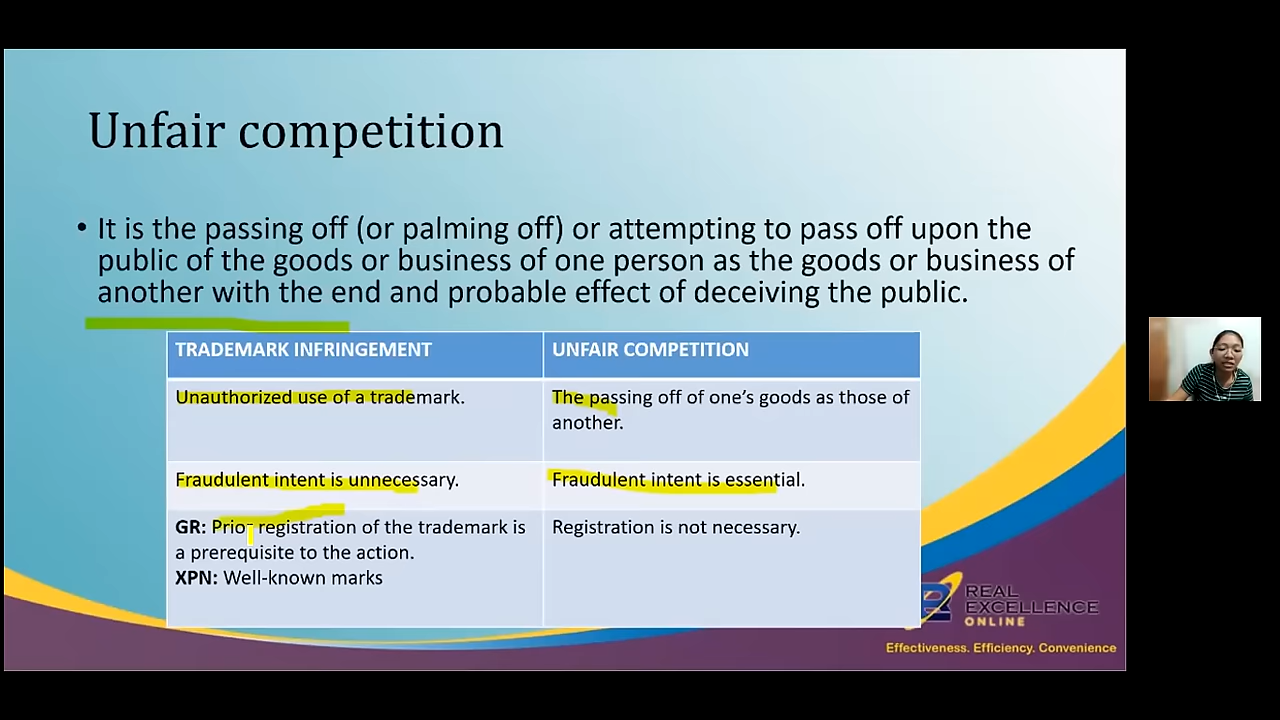 Unfair competition
• It is the passing off (or palming off) or attempting to pass off upon the
public of the goods or business of one person as the goods or business of
another with the end and probable effect of deceiving the public.
TRADEMARK INFRINGEMENT
UNFAIR COMPETITION
Unauthorized use of a trademark.
The passing off of one’s goods as those of
another.
Fraudulent intent is unnecessary.
Fraudulent intent is essential.
GR: Prior registration of the trademark is
a prerequisite to the action.
XPN: Well-known marks
Registration is not necessary.
REAL
EXCELLENCE
ONLINE
Effectiveness. Efficiency. Convenience